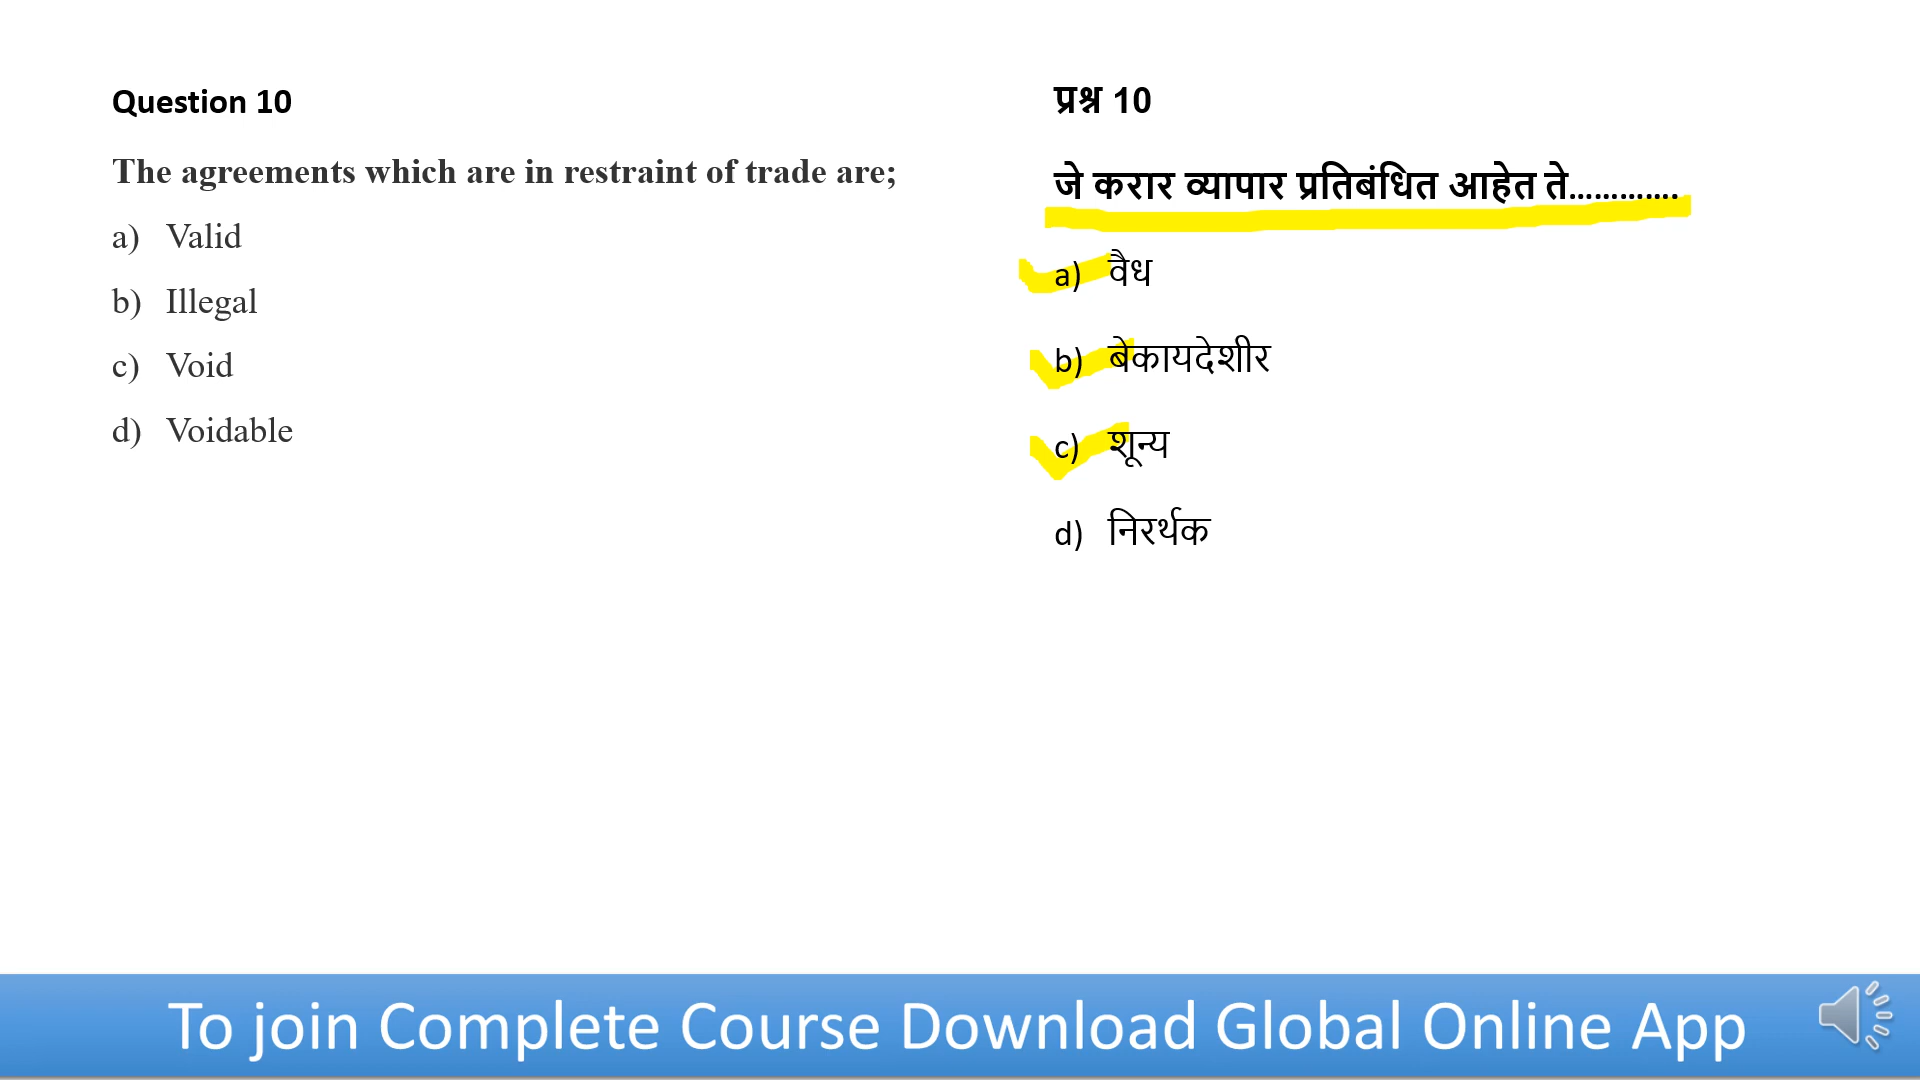 Question 10
The agreements which are in restraint of trade are;
a) Valid
b) Illegal
c) Void
d) Voidable
प्रश्न 10
जे करार व्यापार प्रतिबंधित आहेत ते.............
a) वैध
b) बेकायदेशीर
c) शून्य
d) निरर्थक
To join Complete Course Download Global Online App